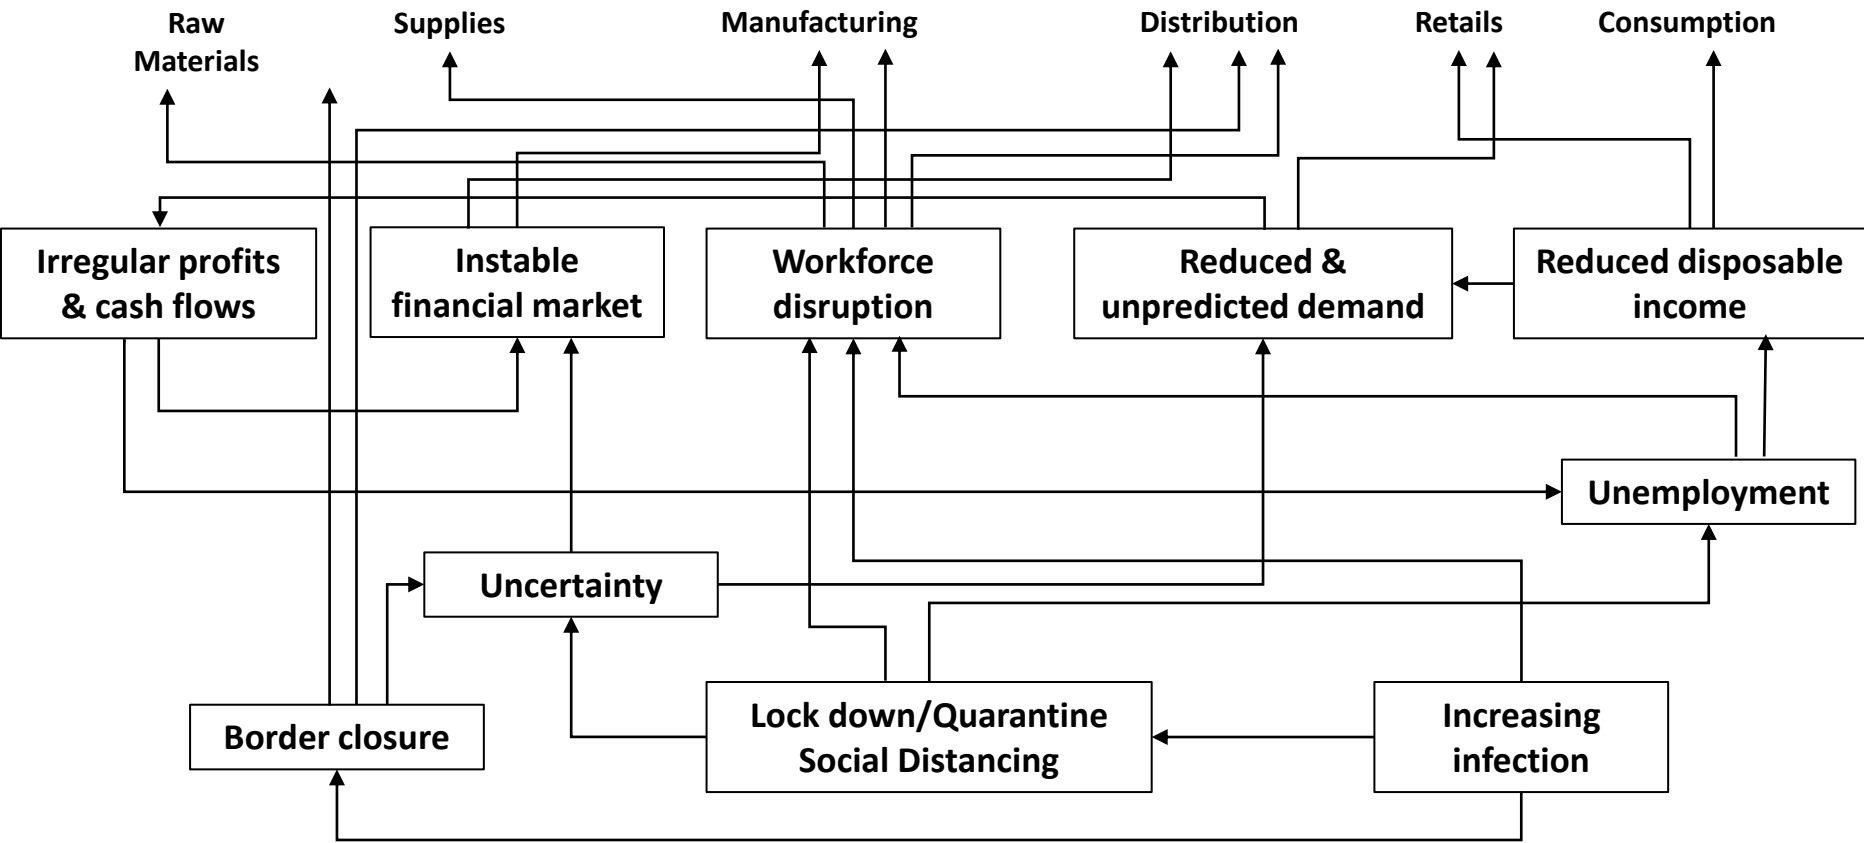 Raw
Materials
Supplies
Manufacturing
Distribution
Retails
Consumption
Irregular profits
& cash flows
Instable
financial market
Workforce
disruption
Reduced &
unpredicted demand
Reduced disposable
income
Unemployment
Uncertainty
Border closure
Lock down/Quarantine
Social Distancing
Increasing
infection